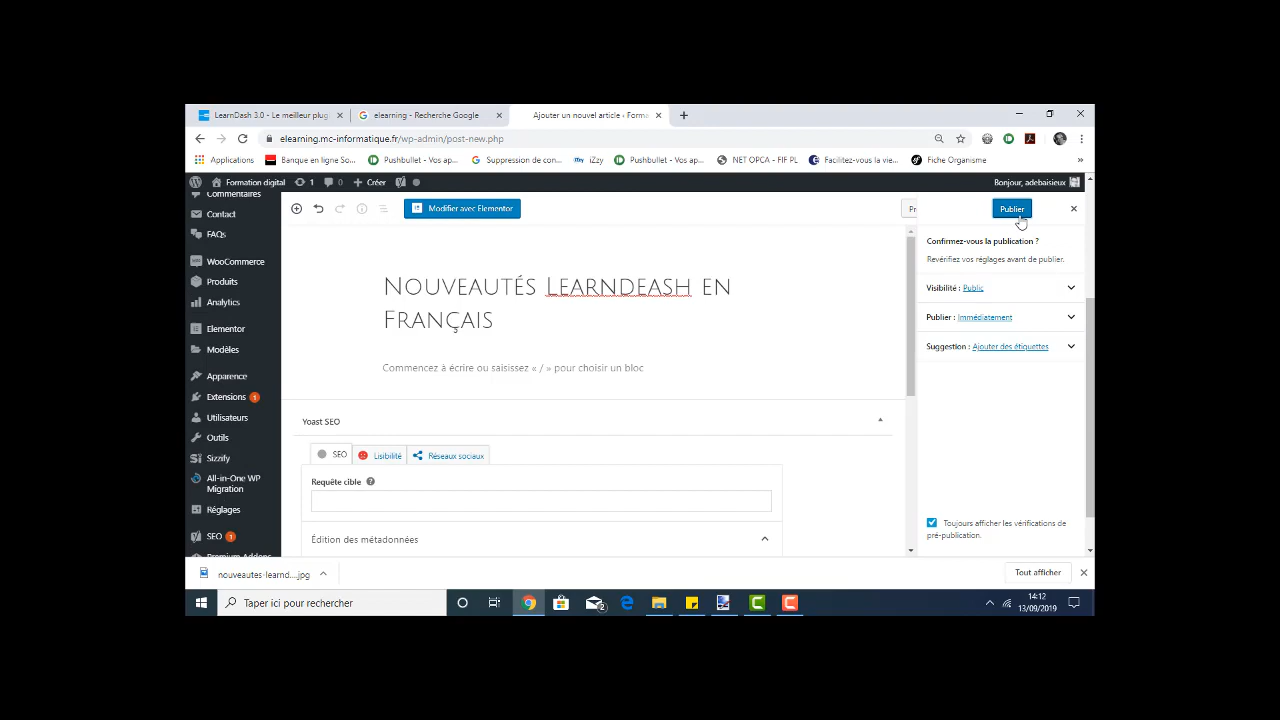 LearnDash 3.0 - Le meilleur plug
elearning - Recherche Google
Ajouter un nouvel article ‹ Forma
elearning.mc-informatique.fr/wp-admin/post-new.php
Applications
Banque en ligne So...
Pushbullet - Vos ap...
Suppression de con...
iZzy
Pushbullet - Vos ap...
NET OPCA - FIF PL
Facilitez-vous la vie...
Fiche Organisme
Formation digital
1
0
Créer
Bonjour, adebaisieux
Commentaires
Contact
FAQs
WooCommerce
Produits
Analytics
Elementor
Modèles
Apparence
Extensions 1
Utilisateurs
Outils
Sizzify
All-in-One WP
Migration
Réglages
SEO 1
Premium Addons
Modifier avec Elementor
Pr
Publier
Nouveautés Learndeash en
Français
Commencez à écrire ou saisissez « / » pour choisir un bloc
Yoast SEO
SEO
Lisibilité
Réseaux sociaux
Requête cible
Édition des métadonnées
Confirmez-vous la publication ?
Revérifiez vos réglages avant de publier.
Visibilité : Public
Publier : Immédiatement
Suggestion : Ajouter des étiquettes
Toujours afficher les vérifications de
pré-publication.
nouveautes-learnd....jpg
Tout afficher
Taper ici pour rechercher
2
14:12
13/09/2019